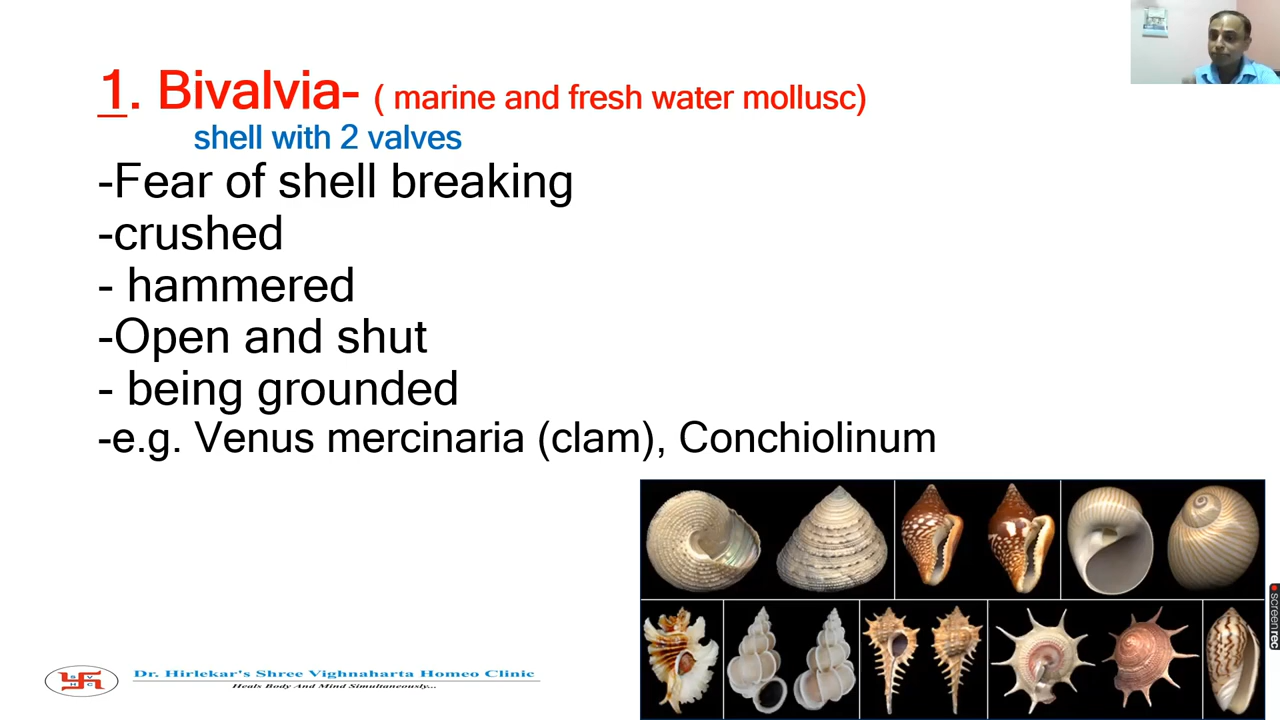 1. Bivalvia- ( marine and fresh water mollusc)
shell with 2 valves
-Fear of shell breaking
-crushed
- hammered
-Open and shut
- being grounded
-e.g. Venus mercinaria (clam), Conchiolinum
Dr. Hirlekar's Shree Vighnaharta Homeo Clinic
Heals Body And Mind Simultaneously...
screenrec